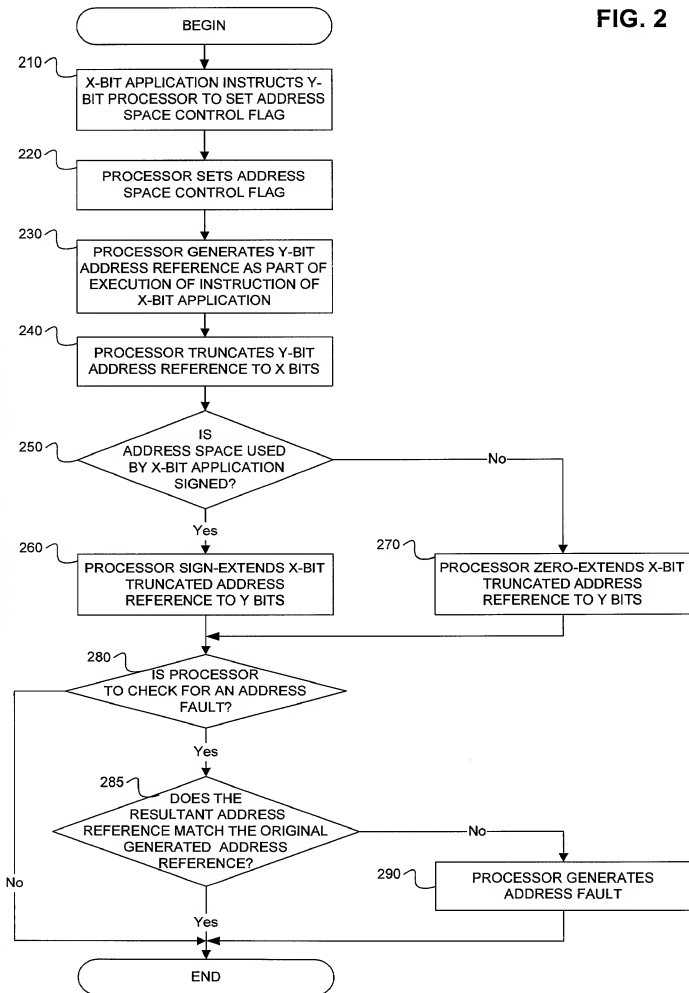 FIG. 2
BEGIN
210
X-BIT APPLICATION INSTRUCTS Y-
BIT PROCESSOR TO SET ADDRESS
SPACE CONTROL FLAG
220
PROCESSOR SETS ADDRESS
SPACE CONTROL FLAG
230
PROCESSOR GENERATES Y-BIT
ADDRESS REFERENCE AS PART OF
EXECUTION OF INSTRUCTION OF
X-BIT APPLICATION
240
PROCESSOR TRUNCATES Y-BIT
ADDRESS REFERENCE TO X BITS
250
IS
ADDRESS SPACE USED
BY X-BIT APPLICATION
SIGNED?
No
Yes
260
PROCESSOR SIGN-EXTENDS X-BIT
TRUNCATED ADDRESS
REFERENCE TO Y BITS
270
PROCESSOR ZERO-EXTENDS X-BIT
TRUNCATED ADDRESS
REFERENCE TO Y BITS
280
IS PROCESSOR
TO CHECK FOR AN ADDRESS
FAULT?
Yes
285
DOES THE
RESULTANT ADDRESS
REFERENCE MATCH THE ORIGINAL
GENERATED ADDRESS
REFERENCE?
No
290
PROCESSOR GENERATES
ADDRESS FAULT
No
Yes
END